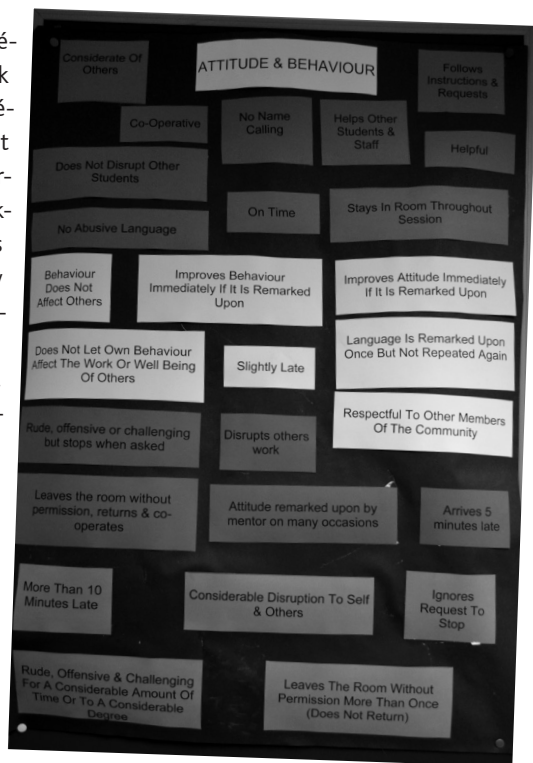 é-
k
é-
t
r-
k-
s
-
-
ATTITUDE & BEHAVIOUR
Considerate Of
Others
Follows
Instructions &
Requests
Co-Operative
No Name
Calling
Helps Other
Students &
Staff
Helpful
Does Not Disrupt Other
Students
On Time
Stays In Room Throughout
Session
No Abusive Language
Behaviour
Does Not
Affect Others
Improves Behaviour
Immediately If It Is Remarked
Upon
Improves Attitude Immediately
If It Is Remarked Upon
Does Not Let Own Behaviour
Affect The Work Or Well Being
Of Others
Slightly Late
Language Is Remarked Upon
Once But Not Repeated Again
Respectful To Other Members
Of The Community
Rude, offensive or challenging
but stops when asked
Disrupts others
work
Leaves the room without
permission, returns & co-
operates
Attitude remarked upon by
mentor on many occasions
Arrives 5
minutes late
More Than 10
Minutes Late
Considerable Disruption To Self
& Others
Ignores
Request To
Stop
Rude, Offensive & Challenging
For A Considerable Amount Of
Time Or To A Considerable
Degree
Leaves The Room Without
Permission More Than Once
(Does Not Return)